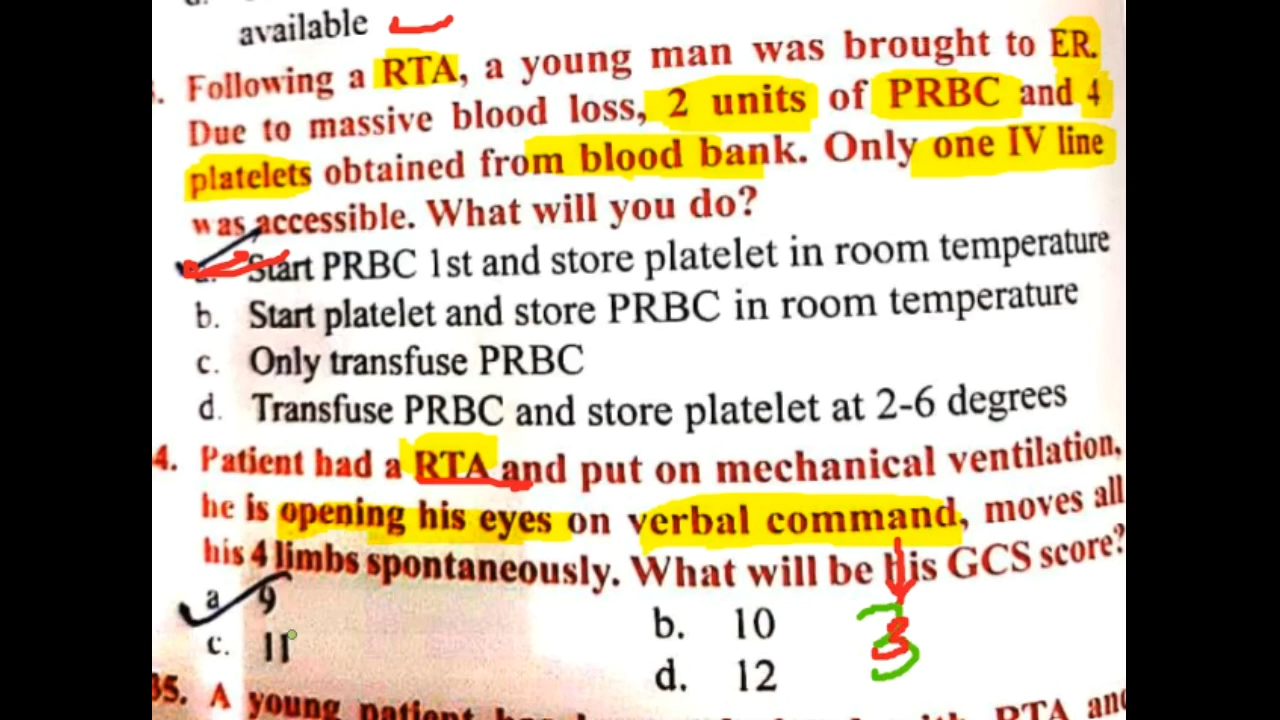 available
. Following a RTA, a young man was brought to ER.
Due to massive blood loss, 2 units of PRBC and 4
platelets obtained from blood bank. Only one IV line
was accessible. What will you do?
a. Start PRBC 1st and store platelet in room temperature
b. Start platelet and store PRBC in room temperature
c. Only transfuse PRBC
d. Transfuse PRBC and store platelet at 2-6 degrees
4. Patient had a RTA and put on mechanical ventilation,
he is opening his eyes on verbal command, moves all
his 4 limbs spontaneously. What will be his GCS score?
a 9
b. 10
3
c. 11
d. 12
35. A young patient has RTA and